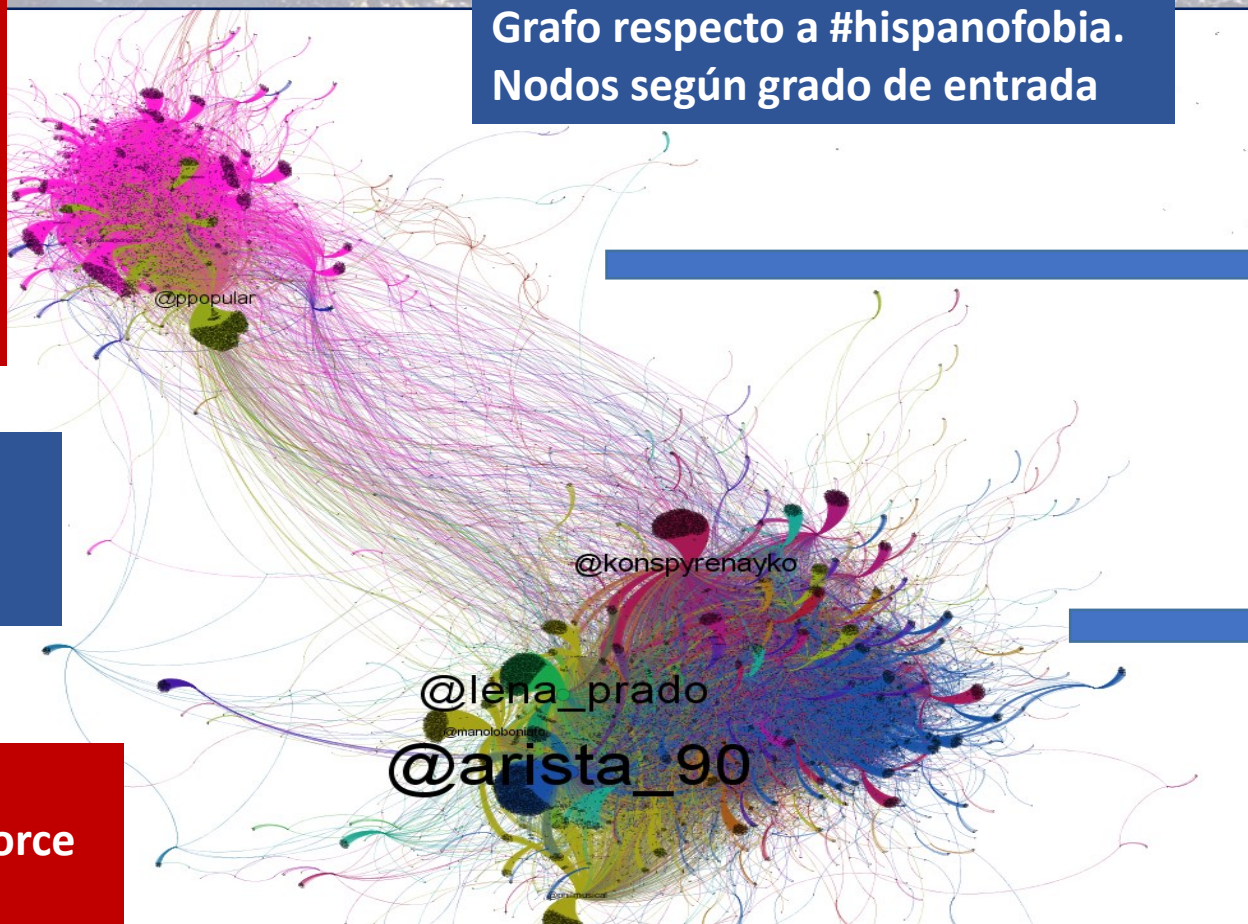 Grafo respecto a #hispanofobia.
Nodos según grado de entrada
@ppopular
@konspyrenayko
@lena_prado
@arista_90
orce